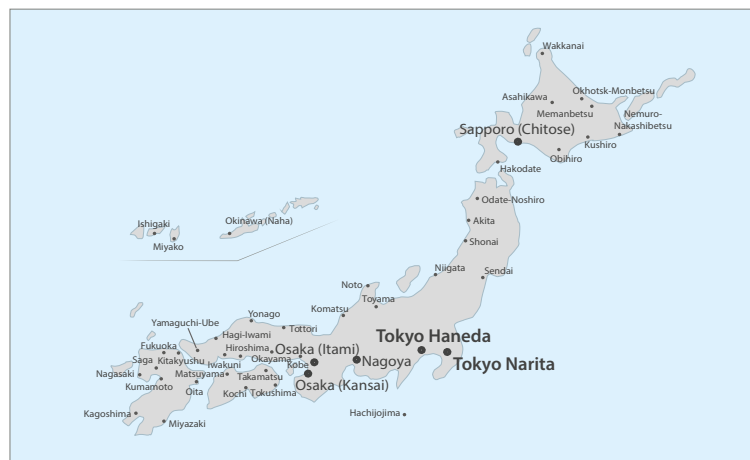 Wakkanai
Okhotsk-Monbetsu
Asahikawa
Memanbetsu
Nemuro-
Nakashibetsu
Sapporo (Chitose)
Kushiro
Obihiro
Hakodate
Odate-Noshiro
Akita
Shonai
Ishigaki
Okinawa (Naha)
Miyako
Niigata
Sendai
Noto
Toyama
Komatsu
Yonago
Tottori
Yamaguchi-Ube
Hagi-Iwami
Tokyo Haneda
Fukuoka
Hiroshima
Osaka (Itami)
Saga
Kitakyushu
Iwakuni
Okayama
Kobe
Nagoya
Tokyo Narita
Nagasaki
Matsuyama
Takamatsu
Osaka (Kansai)
Kumamoto
Oita
Kochi
Tokushima
Kagoshima
Miyazaki
Hachijojima